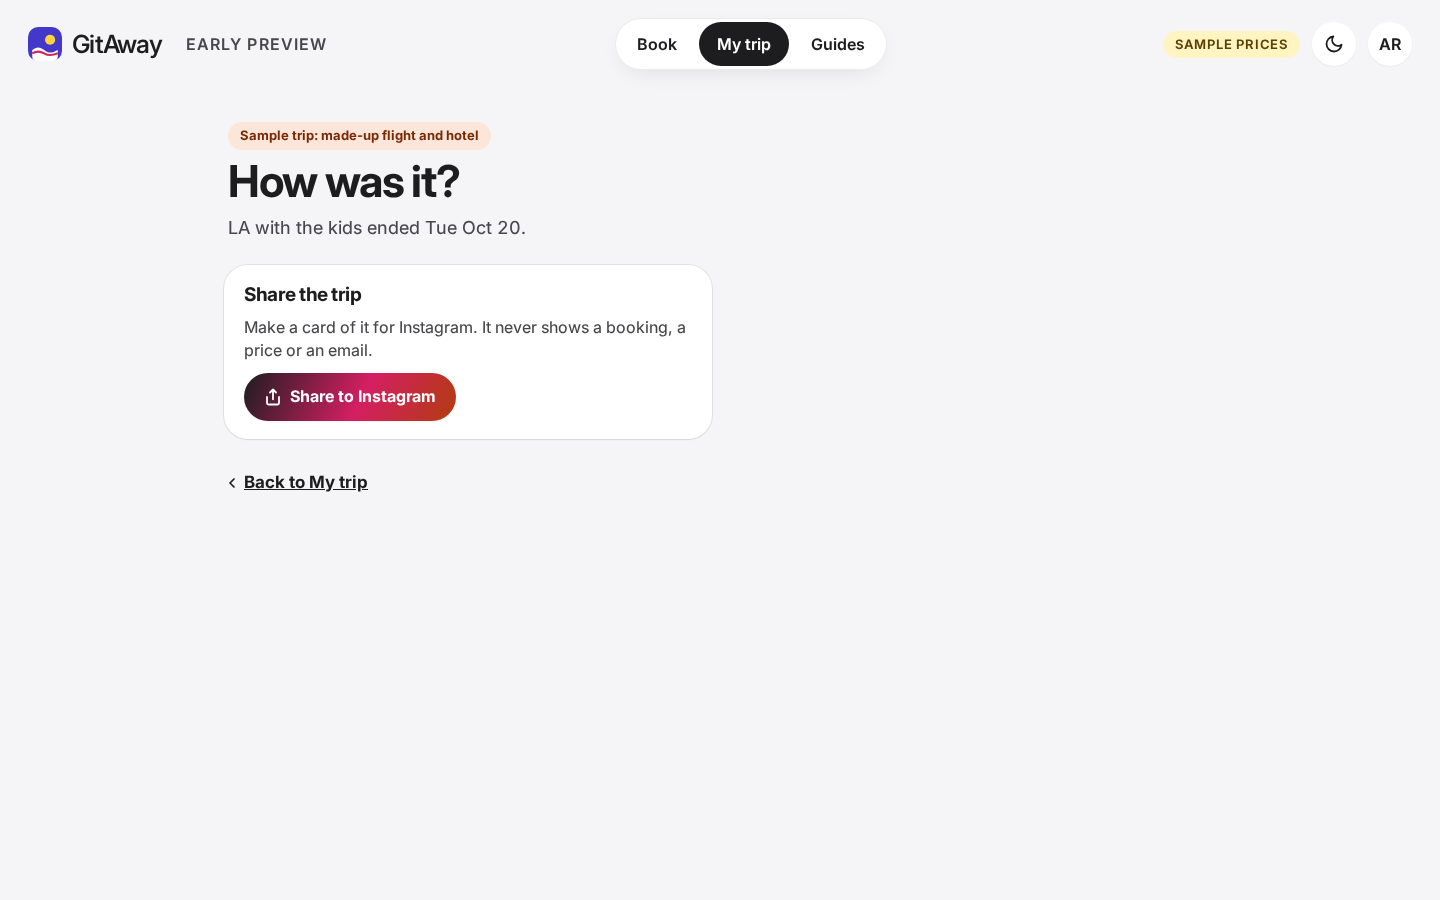 GitAway
EARLY PREVIEW
Book
My trip
Guides
SAMPLE PRICES
AR
Sample trip: made-up flight and hotel
How was it?
LA with the kids ended Tue Oct 20.
Share the trip
Make a card of it for Instagram. It never shows a booking, a
price or an email.
Share to Instagram
Back to My trip